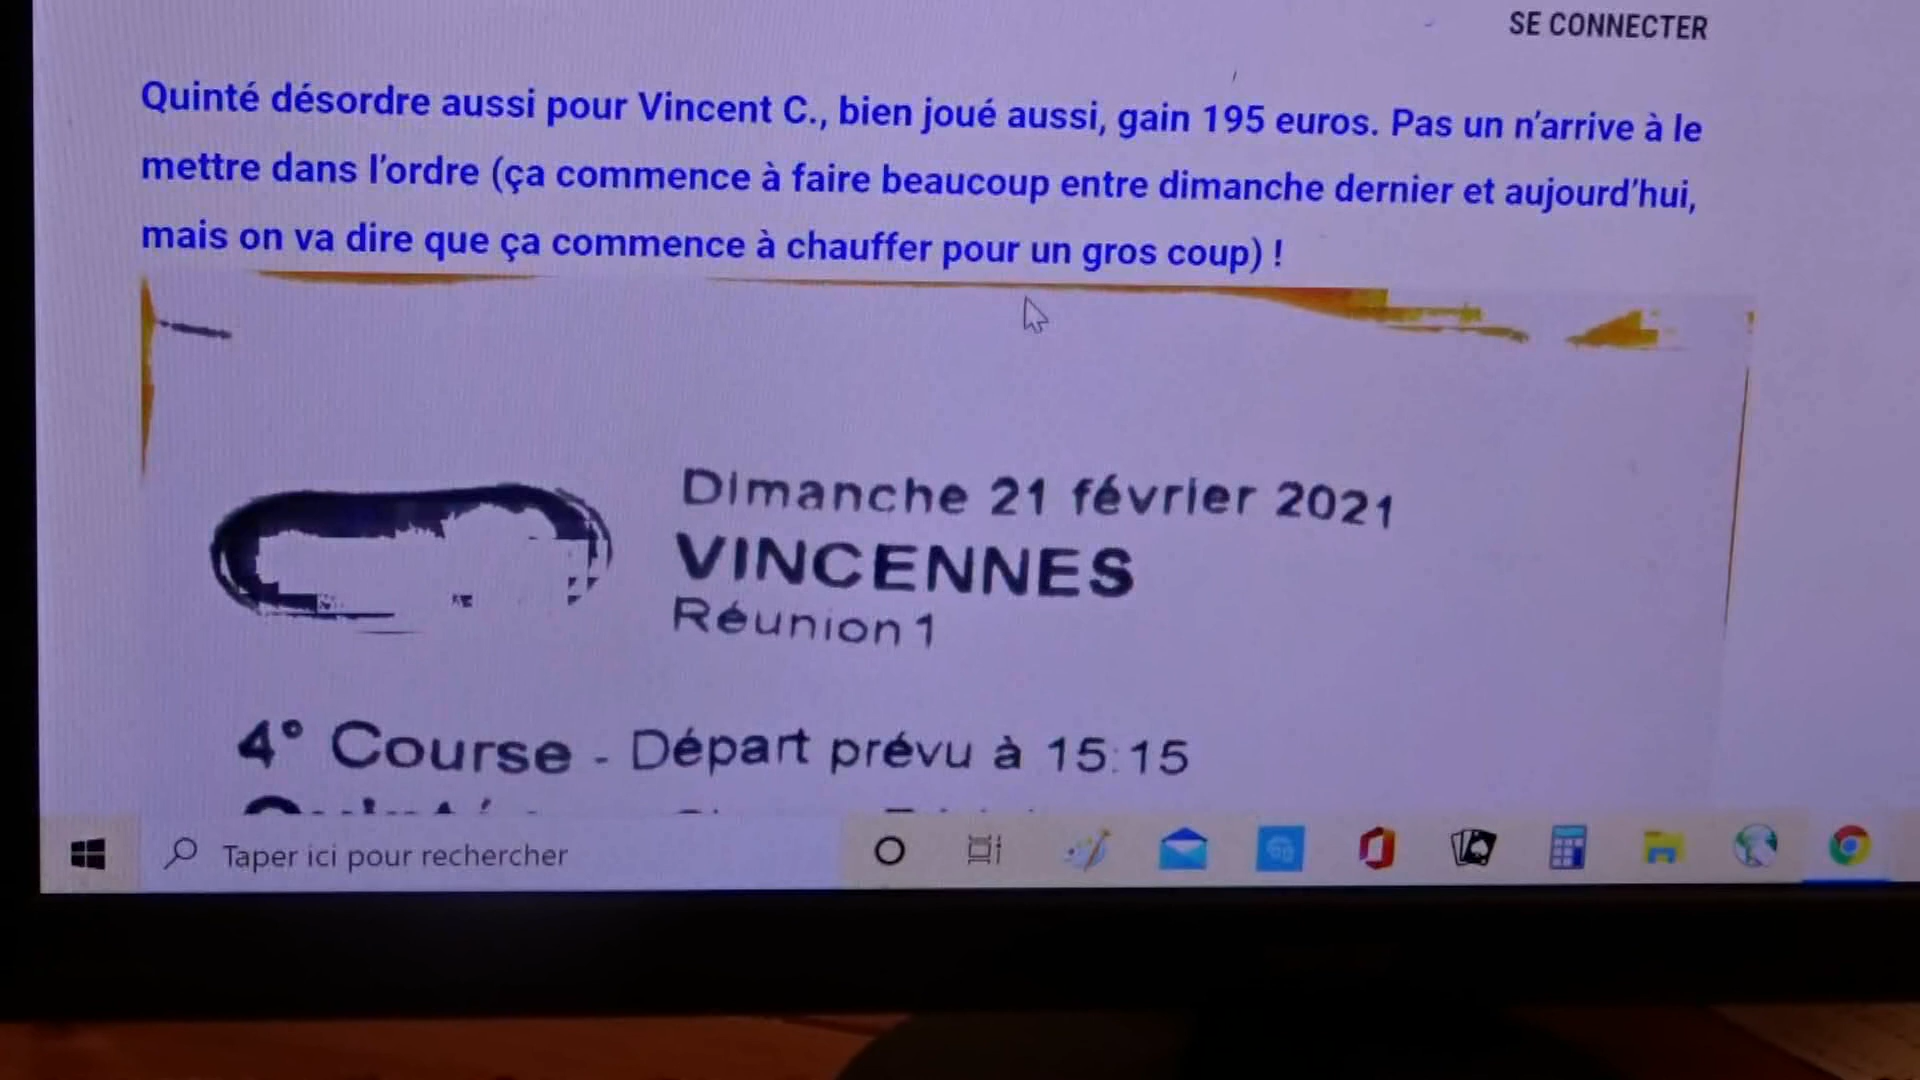 SE CONNECTER
Quinté désordre aussi pour Vincent C., bien joué aussi, gain 195 euros. Pas un n’arrive à le
mettre dans l’ordre (ça commence à faire beaucoup entre dimanche dernier et aujourd’hui,
mais on va dire que ça commence à chauffer pour un gros coup) !
Dimanche 21 février 2021
VINCENNES
Réunion 1
4° Course - Départ prévu à 15:15
Taper ici pour rechercher